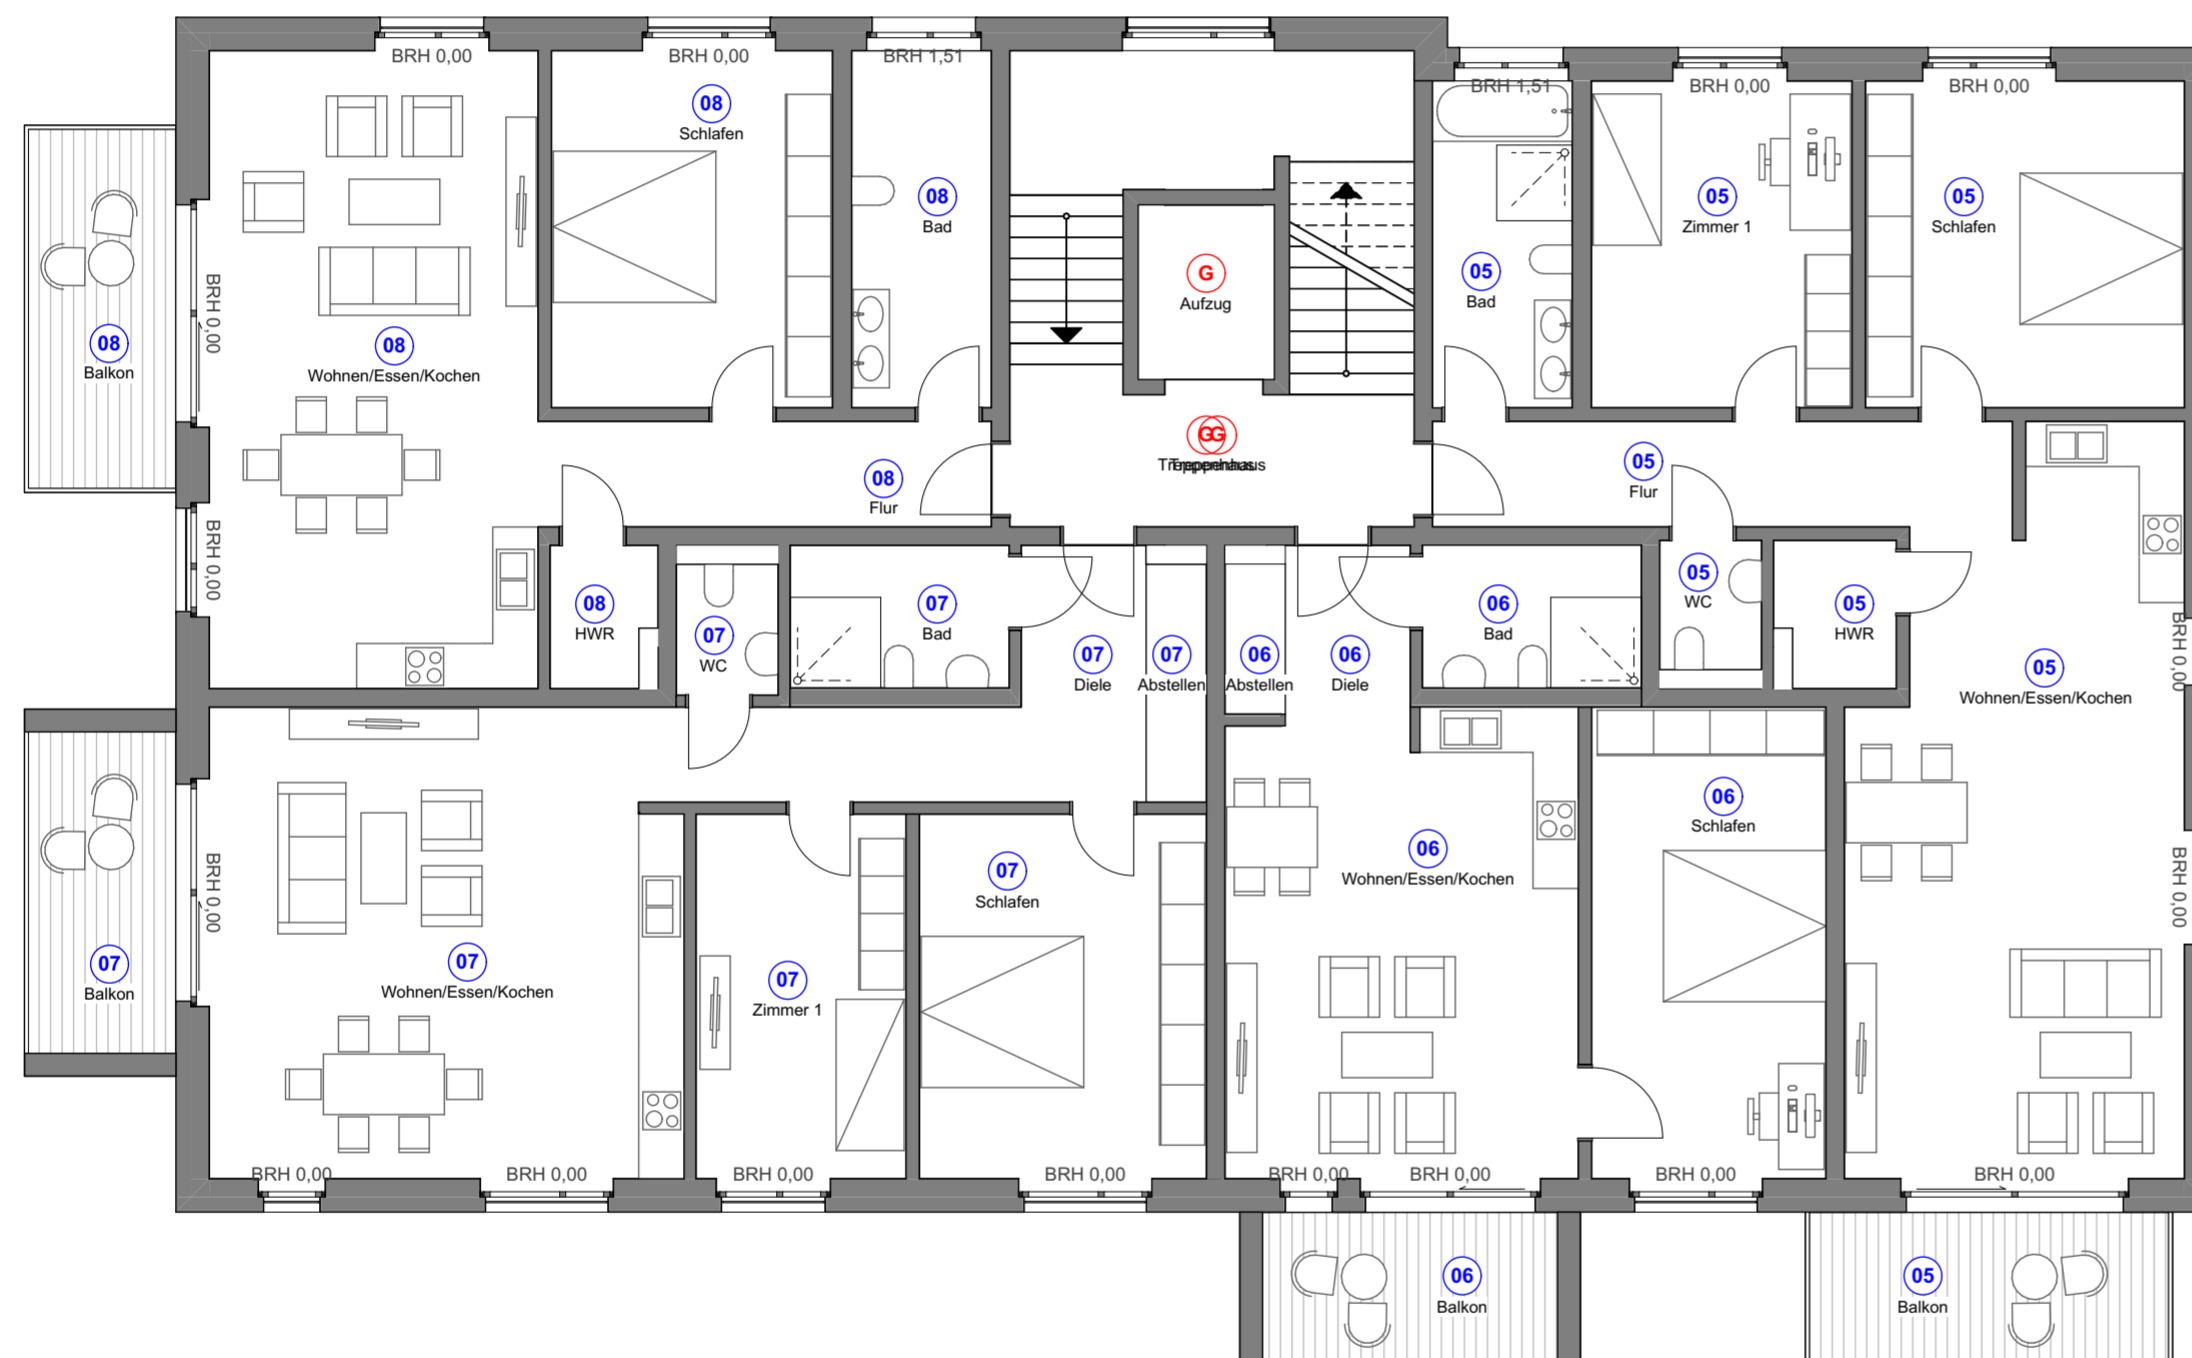 BRH 0,00
BRH 0,00
BRH 1,51
BRH 1,51
BRH 0,00
BRH 0,00
08
Schlafen
08
Bad
05
Zimmer 1
05
Schlafen
G
Aufzug
05
Bad
BRH 0,00
08
Balkon
08
Wohnen/Essen/Kochen
G
G
Treppenhaus
Treppenhaus
08
Flur
05
Flur
BRH 0,00
08
HWR
07
WC
07
Bad
07
Diele
07
Abstellen
06
Abstellen
06
Diele
06
Bad
05
WC
05
HWR
BRH 0,00
05
Wohnen/Essen/Kochen
BRH 0,00
07
Balkon
07
Wohnen/Essen/Kochen
07
Zimmer 1
07
Schlafen
06
Wohnen/Essen/Kochen
06
Schlafen
BRH 0,00
BRH 0,00
BRH 0,00
BRH 0,00
BRH 0,00
BRH 0,00
BRH 0,00
BRH 0,00
BRH 0,00
06
Balkon
05
Balkon